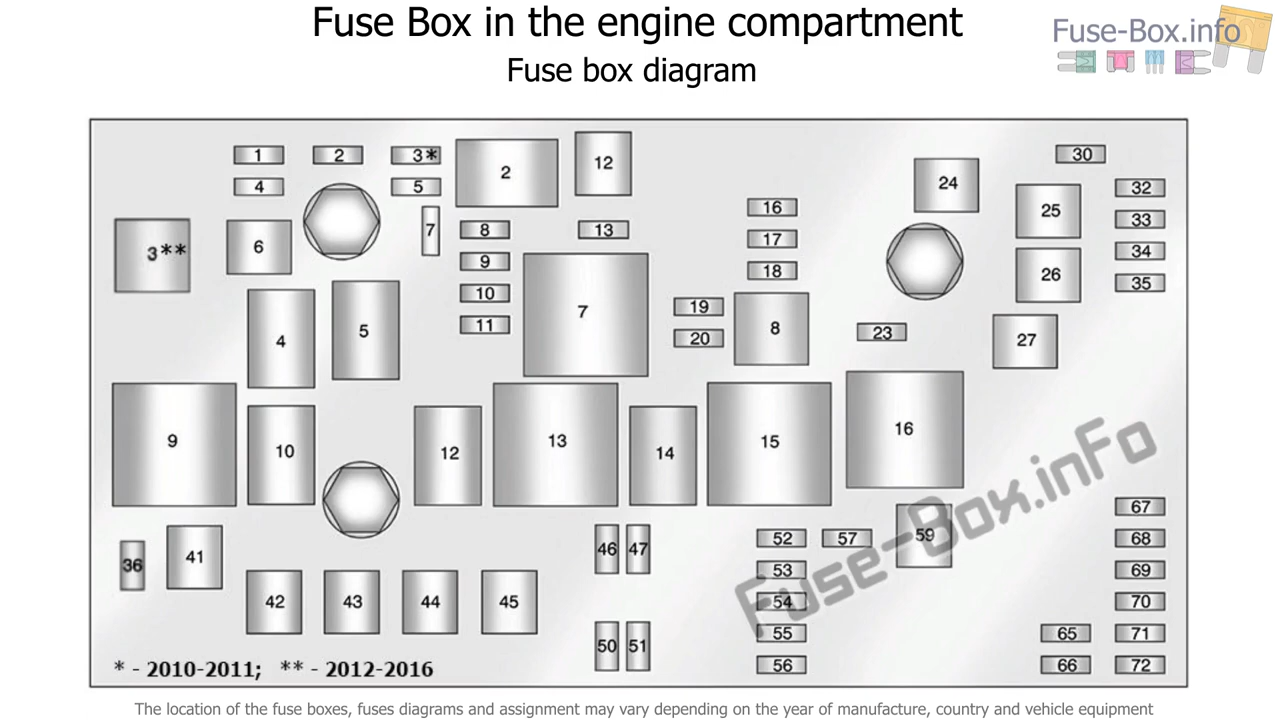 Fuse Box in the engine compartment
Fuse-Box.info
Fuse box diagram
1 2 3* 2 12 24 30
4 5 25 32
16 33
3** 6 7 8 13 17 34
9 18 26 35
10 7 19 8 23 27
4 5 11 20
9 10 12 13 14 15 16
67
36 41 46 47 52 57 59 68
53 69
42 43 44 45 54 70
50 51 55 65 71
56 66 72
Fuse-Box.inFo
* - 2010-2011; ** - 2012-2016
The location of the fuse boxes, fuses diagrams and assignment may vary depending on the year of manufacture, country and vehicle equipment